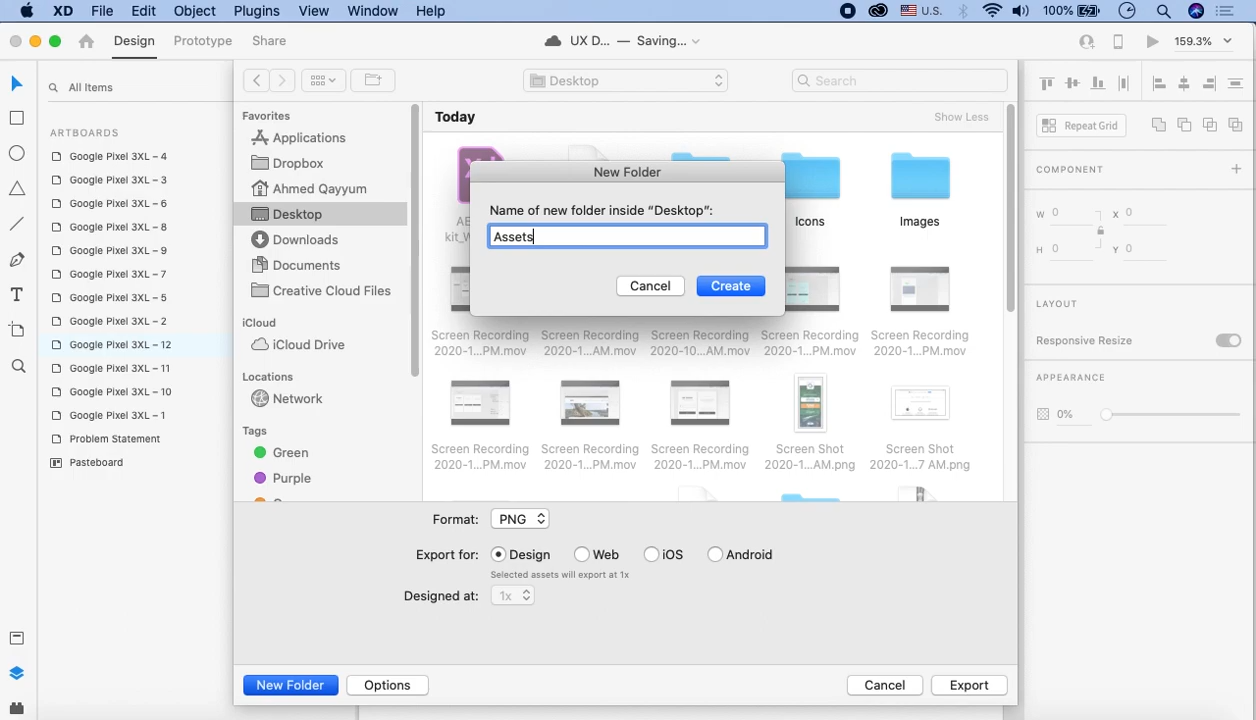 XD File Edit Object Plugins View Window Help U.S. 100%
Design Prototype Share UX D... — Saving... 159.3%
All Items
ARTBOARDS
Google Pixel 3XL – 4
Google Pixel 3XL – 3
Google Pixel 3XL – 6
Google Pixel 3XL – 8
Google Pixel 3XL – 9
Google Pixel 3XL – 7
Google Pixel 3XL – 5
Google Pixel 3XL – 2
Google Pixel 3XL – 12
Google Pixel 3XL – 11
Google Pixel 3XL – 10
Google Pixel 3XL – 1
Problem Statement
Pasteboard
Desktop
Search
Favorites
Applications
Dropbox
Ahmed Qayyum
Desktop
Downloads
Documents
Creative Cloud Files
iCloud
iCloud Drive
Locations
Network
Tags
Green
Purple
Today Show Less
Icons Images
New Folder
Name of new folder inside “Desktop”:
Assets
Cancel Create
Screen Recording Screen Recording Screen Recording Screen Recording Screen Recording
2020-1...PM.mov 2020-1...AM.mov 2020-10...AM.mov 2020-1...PM.mov 2020-1...PM.mov
Screen Recording Screen Recording Screen Recording Screen Shot Screen Shot
2020-1...PM.mov 2020-1...PM.mov 2020-1...PM.mov 2020-1...AM.png 2020-1...7 AM.png
Format: PNG
Export for: Design Web iOS Android
Selected assets will export at 1x
Designed at: 1x
New Folder Options Cancel Export
Repeat Grid
COMPONENT
W 0 X 0
H 0 Y 0
LAYOUT
Responsive Resize
APPEARANCE
0%